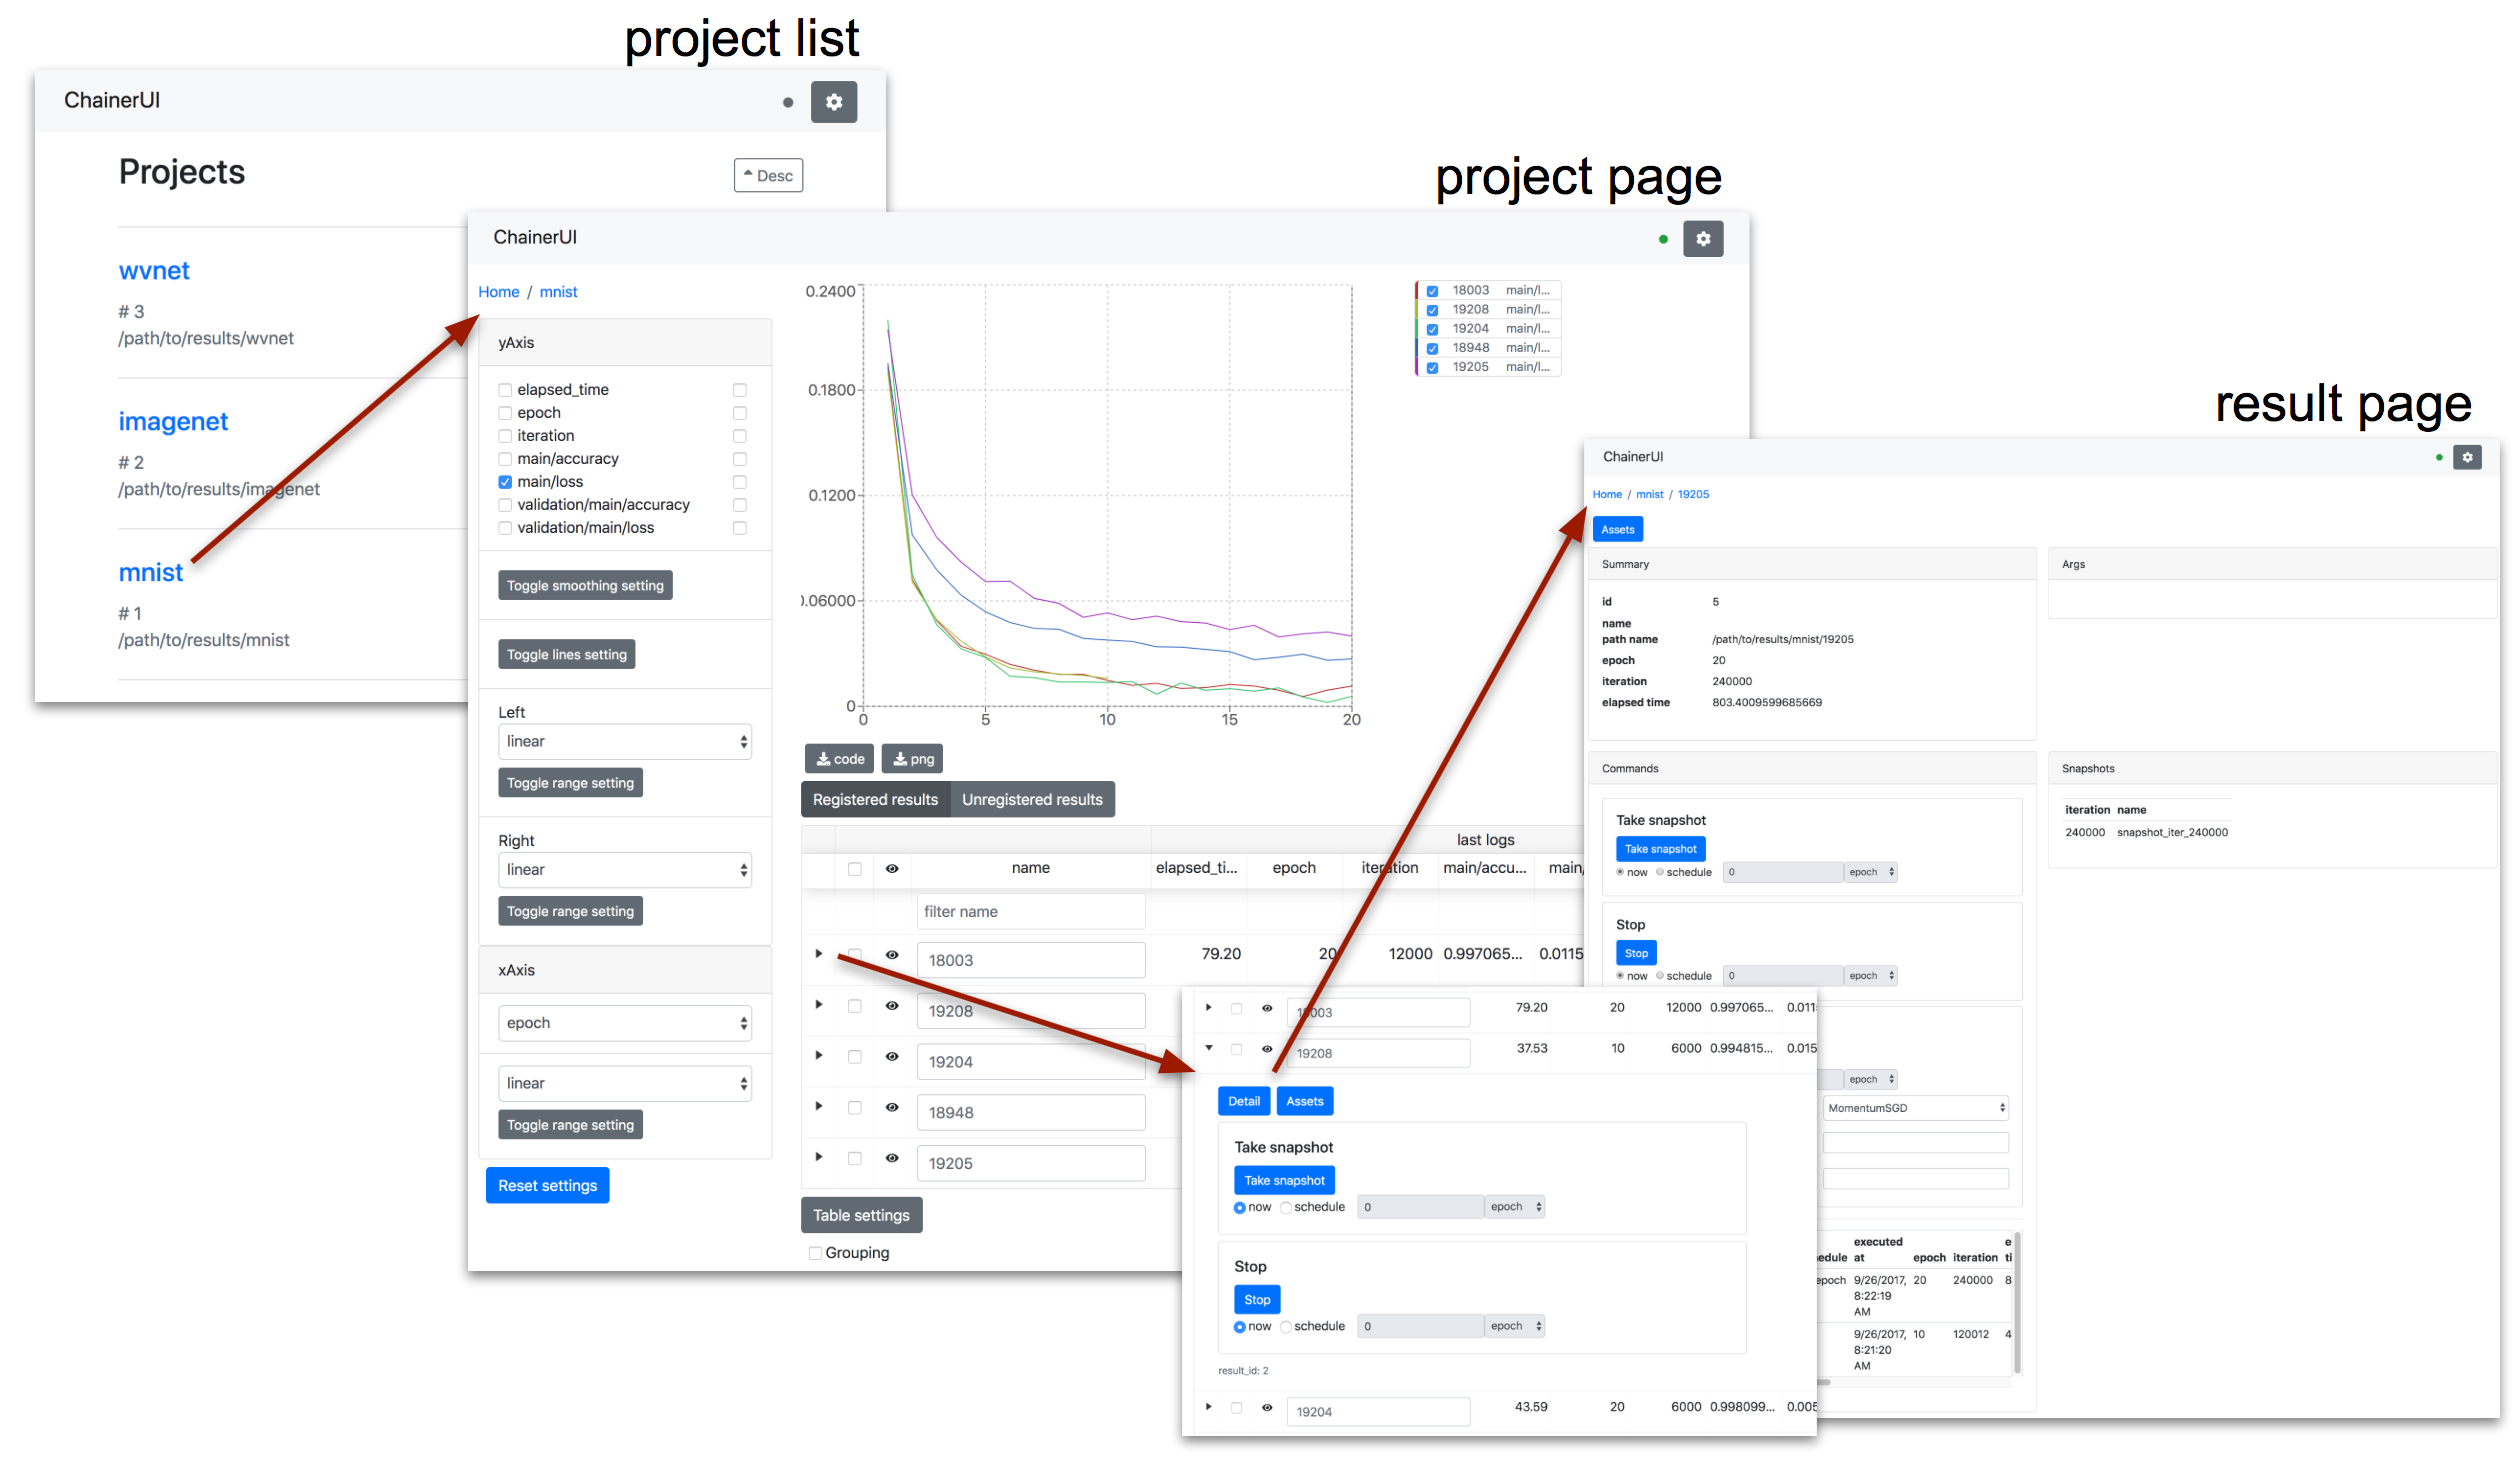 project list
ChainerUI
Projects
Desc
wvnet
# 3
/path/to/results/wvnet
imagenet
# 2
/path/to/results/imagenet
mnist
# 1
/path/to/results/mnist
project page
ChainerUI
Home / mnist
yAxis
elapsed_time
epoch
iteration
main/accuracy
main/loss
validation/main/accuracy
validation/main/loss
Toggle smoothing setting
Toggle lines setting
Left
linear
Toggle range setting
Right
linear
Toggle range setting
xAxis
epoch
linear
Toggle range setting
Reset settings
0.2400
0.1800
0.1200
0.06000
0
0 5 10 15 20
18003 main/l...
19208 main/l...
19204 main/l...
18948 main/l...
19205 main/l...
code png
Registered results Unregistered results
last logs
name elapsed_ti... epoch iteration main/accu... main/
filter name
18003 79.20 20 12000 0.997065... 0.0115
19208
19204
18948
19205
Table settings
Grouping
18003 79.20 20 12000 0.997065... 0.011
19208 37.53 10 6000 0.994815... 0.015
Detail Assets
Take snapshot
Take snapshot
now schedule 0 epoch
Stop
Stop
now schedule 0 epoch
result_id: 2
19204 43.59 20 6000 0.998099... 0.005
result page
ChainerUI
Home / mnist / 19205
Assets
Summary
id 5
name
path name /path/to/results/mnist/19205
epoch 20
iteration 240000
elapsed time 803.4009599685669
Args
Commands
Take snapshot
Take snapshot
now schedule 0 epoch
Stop
Stop
now schedule 0 epoch
epoch
MomentumSGD
executed e
edule at epoch iteration ti
epoch 9/26/2017, 20 240000 8
8:22:19
AM
9/26/2017, 10 120012 4
8:21:20
AM
Snapshots
iteration name
240000 snapshot_iter_240000